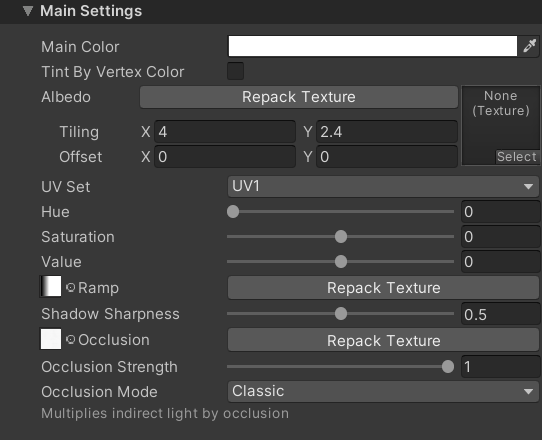 Main Settings
Main Color
Tint By Vertex Color
Albedo Repack Texture None
(Texture)
Tiling X 4 Y 2.4
Offset X 0 Y 0 Select
UV Set UV1
Hue 0
Saturation 0
Value 0
Ramp Repack Texture
Shadow Sharpness 0.5
Occlusion Repack Texture
Occlusion Strength 1
Occlusion Mode Classic
Multiplies indirect light by occlusion